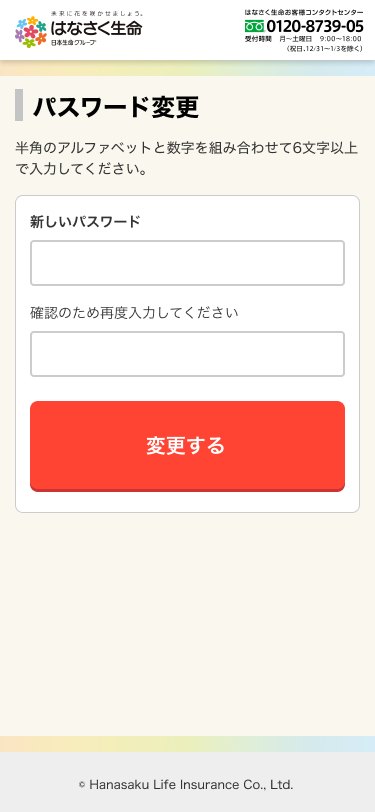 未来に花を咲かせましょう。
はなさく生命
日本生命グループ
はなさく生命お客様コンタクトセンター
0120-8739-05
受付時間 月〜土曜日 9:00〜18:00
(祝日、12/31〜1/3を除く)
パスワード変更
半角のアルファベットと数字を組み合わせて6文字以上
で入力してください。
新しいパスワード
確認のため再度入力してください
変更する
© Hanasaku Life Insurance Co., Ltd.